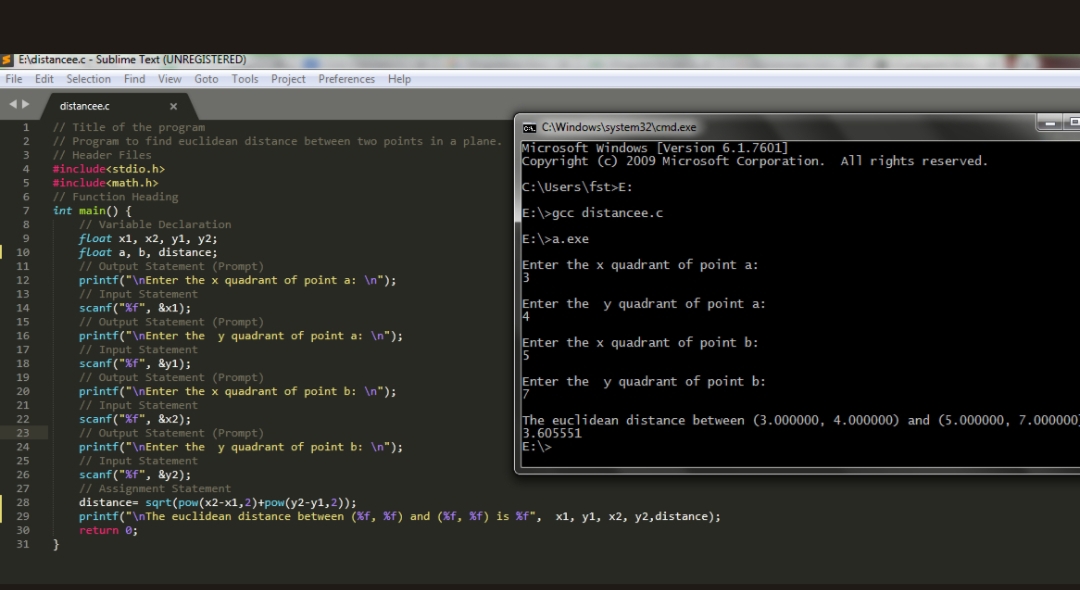 E:\distancee.c - Sublime Text (UNREGISTERED)
File Edit Selection Find View Goto Tools Project Preferences Help
distancee.c
1 // Title of the program
2 // Program to find euclidean distance between two points in a plane.
3 // Header Files
4 #include<stdio.h>
5 #include<math.h>
6 // Function Heading
7 int main() {
8 // Variable Declaration
9 float x1, x2, y1, y2;
10 float a, b, distance;
11 // Output Statement (Prompt)
12 printf("\nEnter the x quadrant of point a: \n");
13 // Input Statement
14 scanf("%f", &x1);
15 // Output Statement (Prompt)
16 printf("\nEnter the  y quadrant of point a: \n");
17 // Input Statement
18 scanf("%f", &y1);
19 // Output Statement (Prompt)
20 printf("\nEnter the x quadrant of point b: \n");
21 // Input Statement
22 scanf("%f", &x2);
23 // Output Statement (Prompt)
24 printf("\nEnter the  y quadrant of point b: \n");
25 // Input Statement
26 scanf("%f", &y2);
27 // Assignment Statement
28 distance= sqrt(pow(x2-x1,2)+pow(y2-y1,2));
29 printf("\nThe euclidean distance between (%f, %f) and (%f, %f) is %f",  x1, y1, x2, y2,distance);
30 return 0;
31 }
C:\Windows\system32\cmd.exe
Microsoft Windows [Version 6.1.7601]
Copyright (c) 2009 Microsoft Corporation.  All rights reserved.
C:\Users\fst>E:
E:\>gcc distancee.c
E:\>a.exe
Enter the x quadrant of point a:
3
Enter the  y quadrant of point a:
4
Enter the x quadrant of point b:
5
Enter the  y quadrant of point b:
7
The euclidean distance between (3.000000, 4.000000) and (5.000000, 7.000000)
3.605551
E:\>